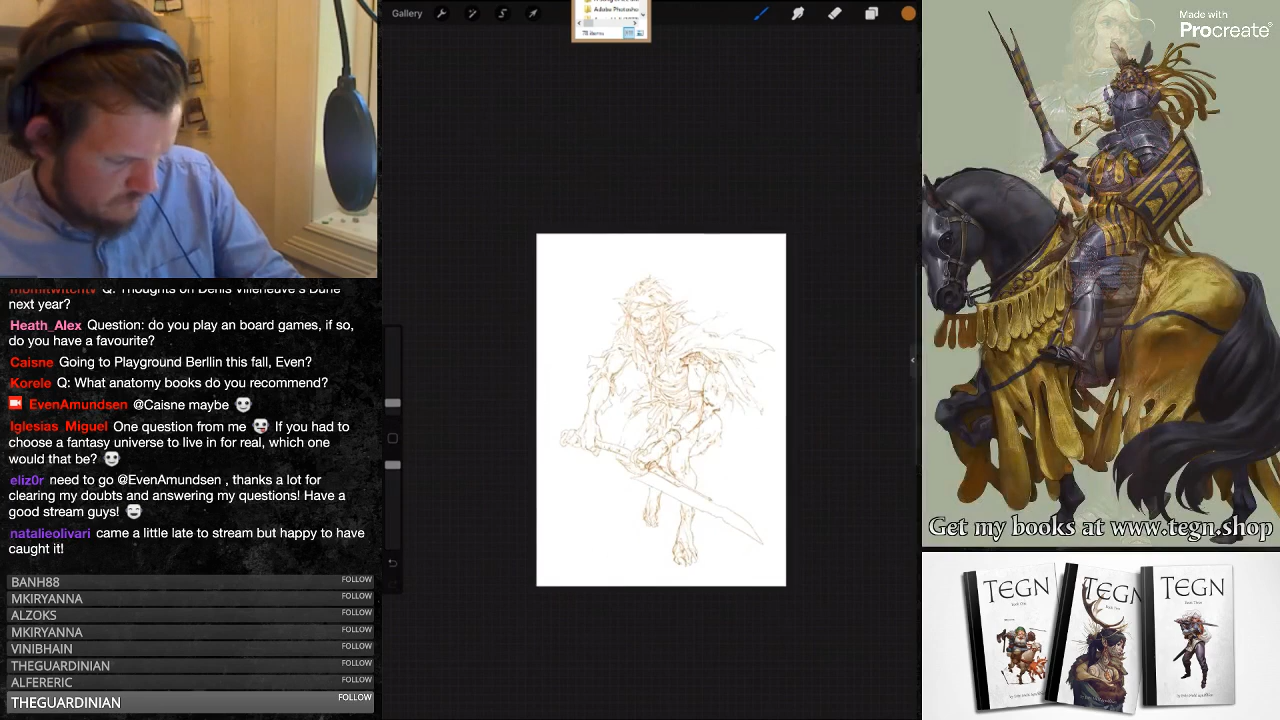 Gallery
Adobe Photosho
78 items
Made with
Procreate
Q: Thoughts on Denis Villeneuve's Dune
next year?
Heath_Alex Question: do you play an board games, if so,
do you have a favourite?
Caisne Going to Playground Berllin this fall, Even?
Korele Q: What anatomy books do you recommend?
EvenAmundsen @Caisne maybe
Iglesias_Miguel One question from me If you had to
choose a fantasy universe to live in for real, which one
would that be?
eliz0r need to go @EvenAmundsen , thanks a lot for
clearing my doubts and answering my questions! Have a
good stream guys!
natalieolivari came a little late to stream but happy to have
caught it!
BANH88 FOLLOW
MKIRYANNA FOLLOW
ALZOKS FOLLOW
MKIRYANNA FOLLOW
VINIBHAIN FOLLOW
THEGUARDINIAN FOLLOW
ALFERERIC FOLLOW
THEGUARDINIAN FOLLOW
Get my books at www.tegn.shop
TEGN
TEGN
TEGN